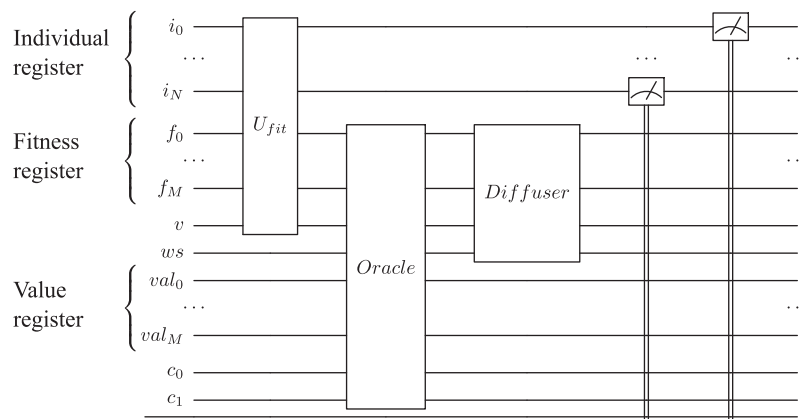 Individual
register
i_0
...
i_N
...
Fitness
register
f_0
...
f_M
v
ws
Value
register
val_0
...
val_M
c_0
c_1
U_fit
Oracle
Diffuser